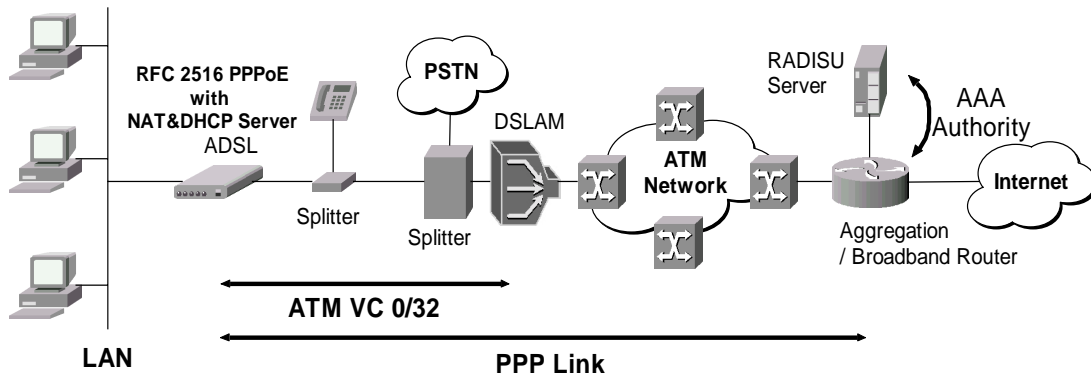 RFC 2516 PPPoE
with
NAT&DHCP Server
ADSL
PSTN
DSLAM
RADISU
Server
AAA
Authority
ATM
Network
Internet
Splitter
Splitter
Aggregation
/ Broadband Router
ATM VC 0/32
LAN
PPP Link